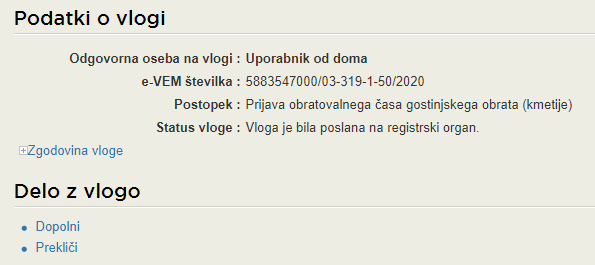 Podatki o vlogi
Odgovorna oseba na vlogi : Uporabnik od doma
e-VEM številka : 5883547000/03-319-1-50/2020
Postopek : Prijava obratovalnega časa gostinjskega obrata (kmetije)
Status vloge : Vloga je bila poslana na registrski organ.
Zgodovina vloge
Delo z vlogo
Dopolni
Prekliči